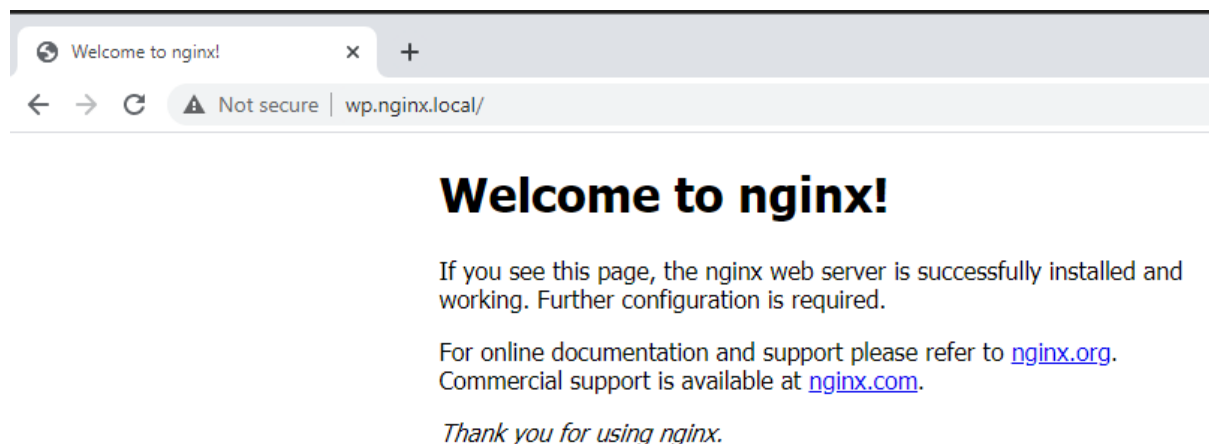 Welcome to nginx!
Not secure wp.nginx.local/
Welcome to nginx!
If you see this page, the nginx web server is successfully installed and
working. Further configuration is required.
For online documentation and support please refer to nginx.org.
Commercial support is available at nginx.com.
Thank you for using nginx.